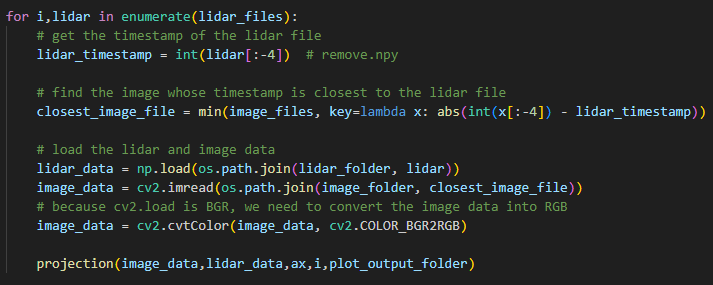 for i,lidar in enumerate(lidar_files):
    # get the timestamp of the lidar file
    lidar_timestamp = int(lidar[:-4])  # remove.npy

    # find the image whose timestamp is closest to the lidar file
    closest_image_file = min(image_files, key=lambda x: abs(int(x[:-4]) - lidar_timestamp))

    # load the lidar and image data
    lidar_data = np.load(os.path.join(lidar_folder, lidar))
    image_data = cv2.imread(os.path.join(image_folder, closest_image_file))
    # because cv2.load is BGR, we need to convert the image data into RGB
    image_data = cv2.cvtColor(image_data, cv2.COLOR_BGR2RGB)

    projection(image_data,lidar_data,ax,i,plot_output_folder)